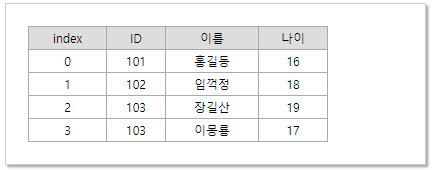 index ID 이름 나이
0 101 홍길동 16
1 102 임꺽정 18
2 103 장길산 19
3 103 이몽룡 17